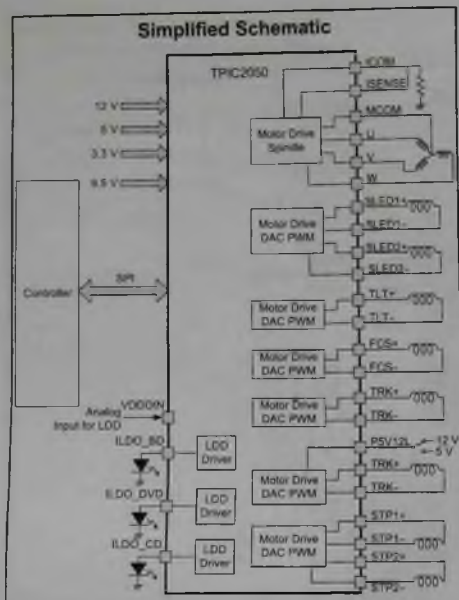 Simplified Schematic
TPIC2050
12 V
5 V
3.3 V
9.5 V
Controller
SPI
VDDOIN
Analog
Input for LDD
ILDO_BD
LDD
Driver
ILDO_DVD
LDD
Driver
ILDO_CD
LDD
Driver
Motor Drive
Spindle
Motor Drive
DAC PWM
Motor Drive
DAC PWM
Motor Drive
DAC PWM
Motor Drive
DAC PWM
Motor Drive
DAC PWM
Motor Drive
DAC PWM
ICOM
ISENSE
MCOM
U
V
W
SLED1+
SLED1-
SLED2+
SLED2-
TLT+
TLT-
FCS+
FCS-
TRK+
TRK-
P5V12L
12 V
5 V
TRK+
TRK-
STP1+
STP1-
STP2+
STP2-